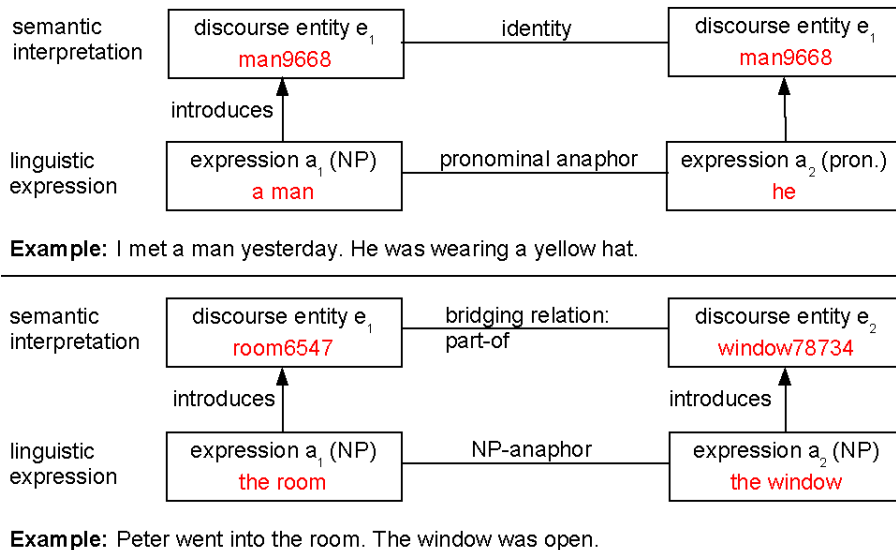 semantic interpretation
discourse entity e1
man9668
identity
discourse entity e1
man9668
introduces
linguistic expression
expression a1 (NP)
a man
pronominal anaphor
expression a2 (pron.)
he
Example: I met a man yesterday. He was wearing a yellow hat.
semantic interpretation
discourse entity e1
room6547
bridging relation:
part-of
discourse entity e2
window78734
introduces
introduces
linguistic expression
expression a1 (NP)
the room
NP-anaphor
expression a2 (NP)
the window
Example: Peter went into the room. The window was open.